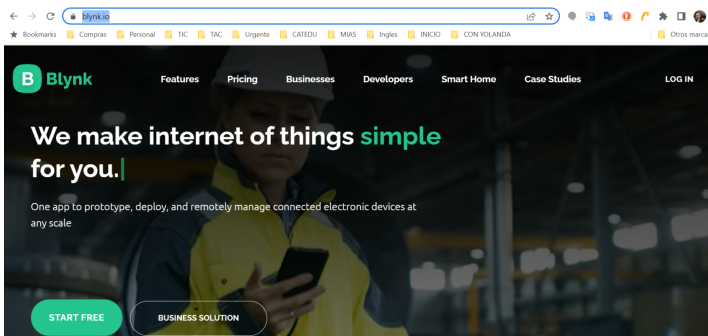 blynk.io
Bookmarks Compras Personal TIC TAC Urgente CATEDU MIAS Ingles INICIO CON YOLANDA Otros marca
B Blynk Features Pricing Businesses Developers Smart Home Case Studies LOG IN
We make internet of things simple
for you.
One app to prototype, deploy, and remotely manage connected electronic devices at
any scale
START FREE BUSINESS SOLUTION